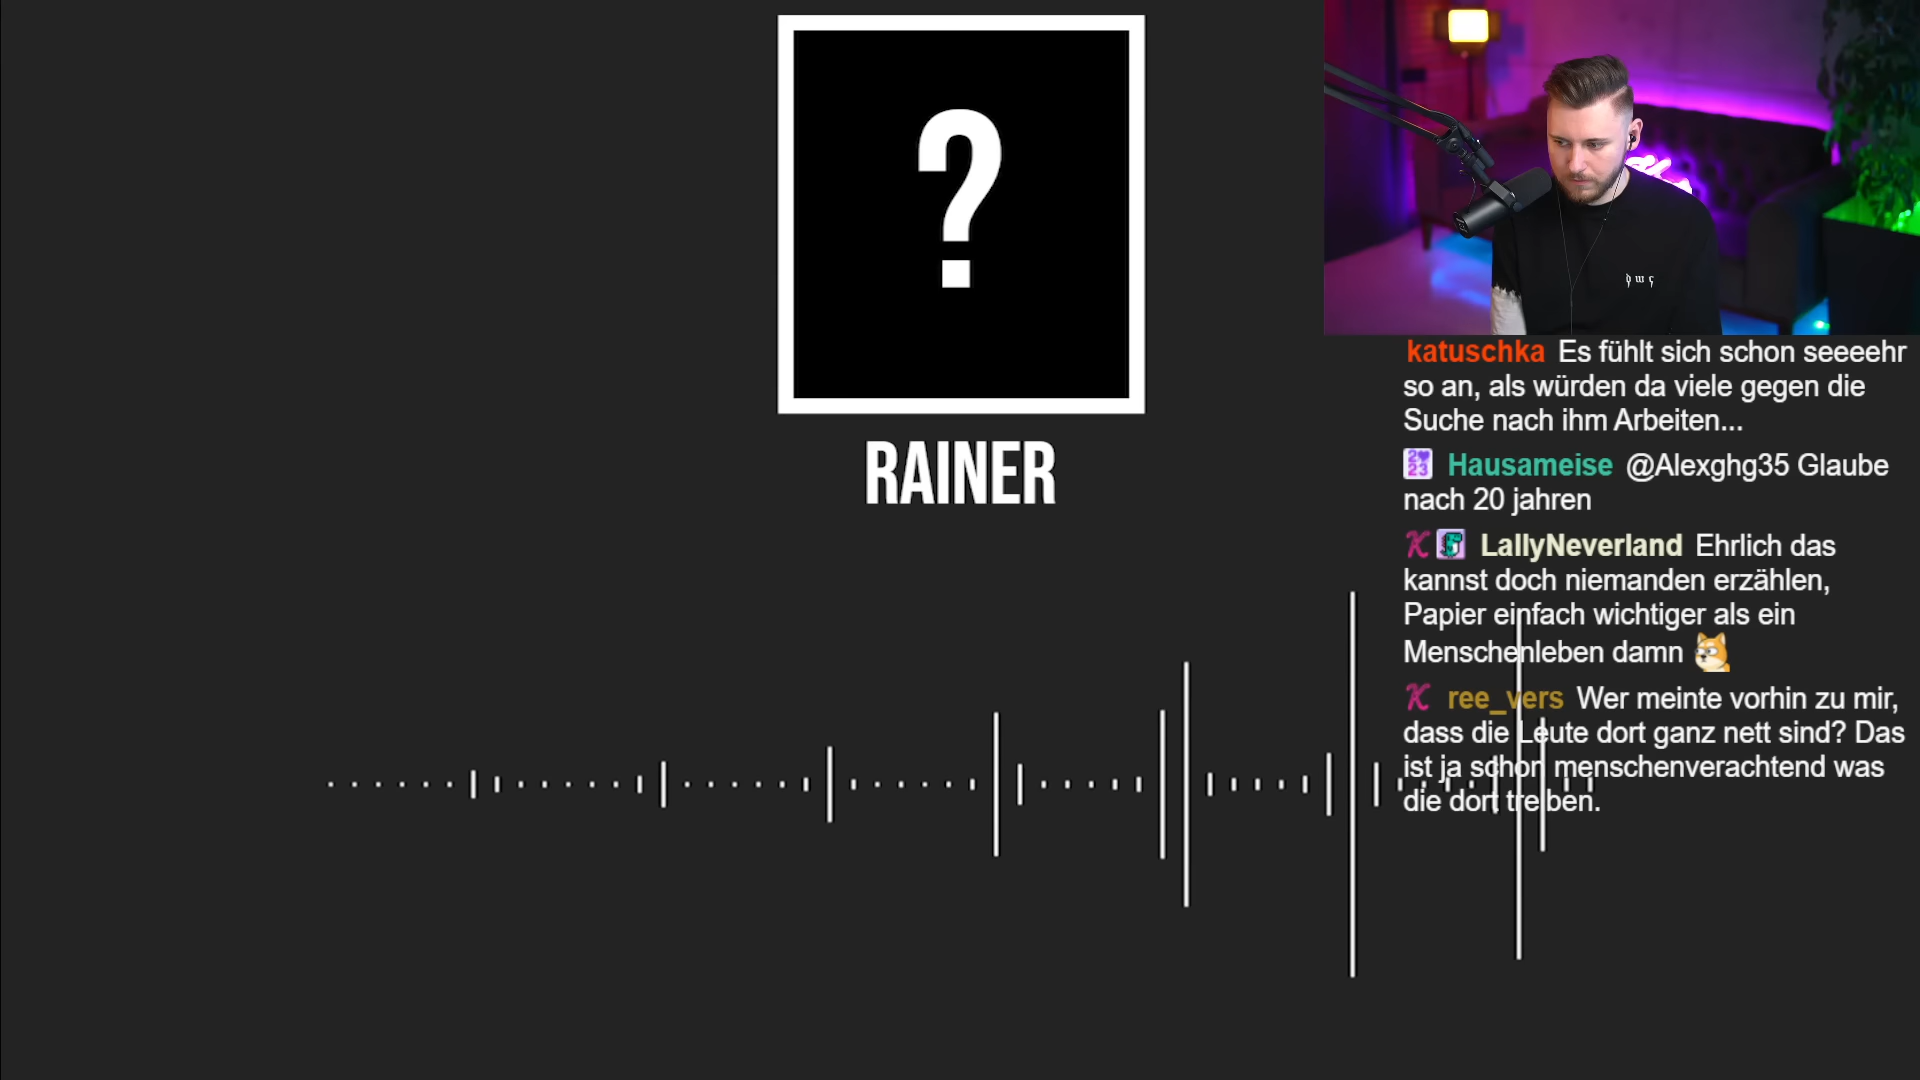 ?
RAINER
katuschka Es fühlt sich schon seeeehr
so an, als würden da viele gegen die
Suche nach ihm Arbeiten...
2 23 Hausameise @Alexghg35 Glaube
nach 20 jahren
K LallyNeverland Ehrlich das
kannst doch niemanden erzählen,
Papier einfach wichtiger als ein
Menschenleben damn
K ree_vers Wer meinte vorhin zu mir,
dass die Leute dort ganz nett sind? Das
ist ja schon menschenverachtend was
die dort treiben.